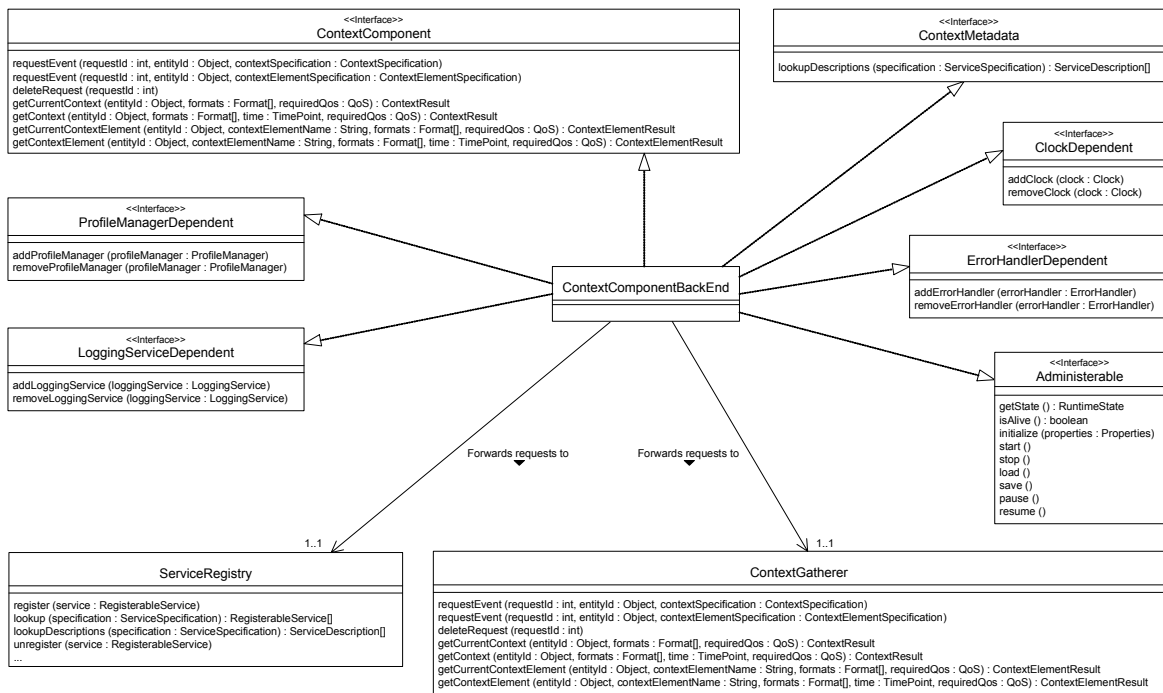 <<Interface>>
ContextComponent
requestEvent (requestId : int, entityId : Object, contextSpecification : ContextSpecification)
requestEvent (requestId : int, entityId : Object, contextElementSpecification : ContextElementSpecification)
deleteRequest (requestId : int)
getCurrentContext (entityId : Object, formats : Format[], requiredQos : QoS) : ContextResult
getContext (entityId : Object, formats : Format[], time : TimePoint, requiredQos : QoS) : ContextResult
getCurrentContextElement (entityId : Object, contextElementName : String, formats : Format[], requiredQos : QoS) : ContextElementResult
getContextElement (entityId : Object, contextElementName : String, formats : Format[], time : TimePoint, requiredQos : QoS) : ContextElementResult
<<Interface>>
ContextMetadata
lookupDescriptions (specification : ServiceSpecification) : ServiceDescription[]
<<Interface>>
ClockDependent
addClock (clock : Clock)
removeClock (clock : Clock)
<<Interface>>
ProfileManagerDependent
addProfileManager (profileManager : ProfileManager)
removeProfileManager (profileManager : ProfileManager)
<<Interface>>
ErrorHandlerDependent
addErrorHandler (errorHandler : ErrorHandler)
removeErrorHandler (errorHandler : ErrorHandler)
ContextComponentBackEnd
<<Interface>>
LoggingServiceDependent
addLoggingService (loggingService : LoggingService)
removeLoggingService (loggingService : LoggingService)
<<Interface>>
Administerable
getState () : RuntimeState
isAlive () : boolean
initialize (properties : Properties)
start ()
stop ()
load ()
save ()
pause ()
resume ()
Forwards requests to
Forwards requests to
1..1
1..1
ServiceRegistry
register (service : RegisterableService)
lookup (specification : ServiceSpecification) : RegisterableService[]
lookupDescriptions (specification : ServiceSpecification) : ServiceDescription[]
unregister (service : RegisterableService)
...
ContextGatherer
requestEvent (requestId : int, entityId : Object, contextSpecification : ContextSpecification)
requestEvent (requestId : int, entityId : Object, contextElementSpecification : ContextElementSpecification)
deleteRequest (requestId : int)
getCurrentContext (entityId : Object, formats : Format[], requiredQos : QoS) : ContextResult
getContext (entityId : Object, formats : Format[], time : TimePoint, requiredQos : QoS) : ContextResult
getCurrentContextElement (entityId : Object, contextElementName : String, formats : Format[], requiredQos : QoS) : ContextElementResult
getContextElement (entityId : Object, contextElementName : String, formats : Format[], time : TimePoint, requiredQos : QoS) : ContextElementResult